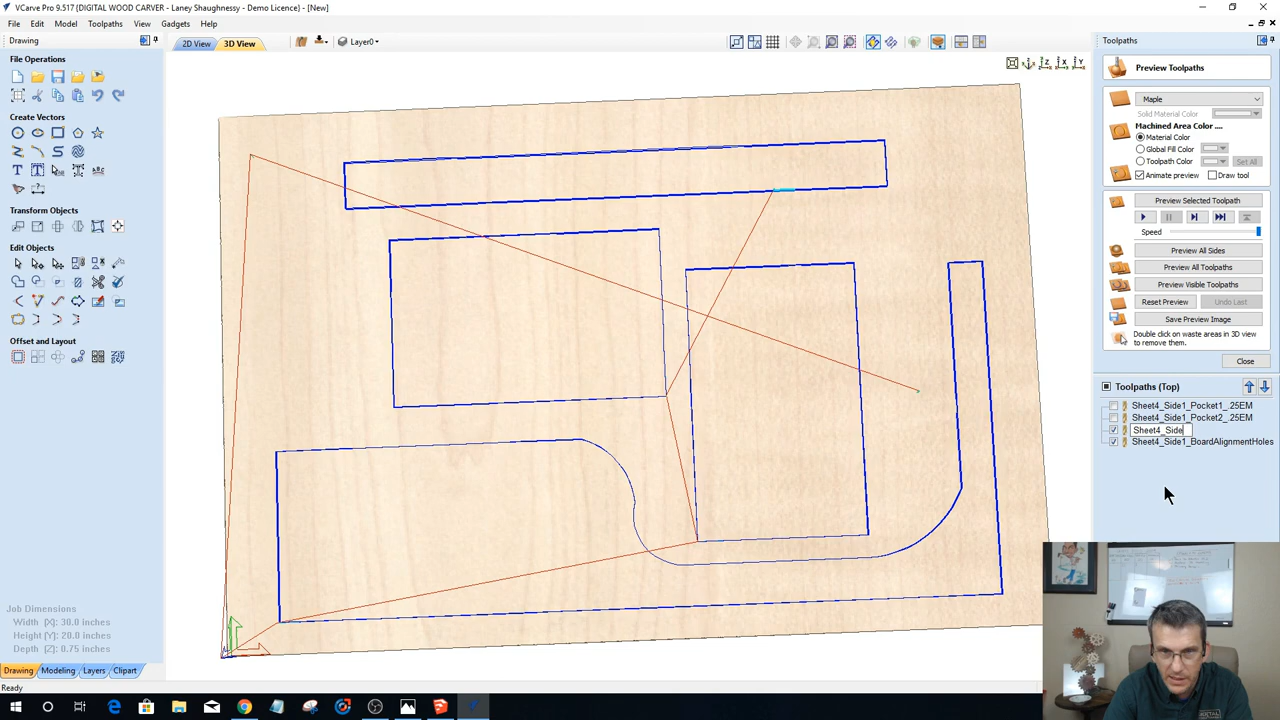 VCarve Pro 9.517 {DIGITAL WOOD CARVER - Laney Shaughnessy - Demo Licence} - [New]
File Edit Model Toolpaths View Gadgets Help
Drawing
2D View
3D View
Layer0
Toolpaths
File Operations
Create Vectors
Transform Objects
Edit Objects
Offset and Layout
Job Dimensions
Width (X): 30.0 inches
Height (Y): 20.0 inches
Depth (Z): 0.75 inches
Drawing Modeling Layers Clipart
Ready
Preview Toolpaths
Maple
Solid Material Color
Machined Area Color ....
Material Color
Global Fill Color
Toolpath Color
Set All
Animate preview
Draw tool
Preview Selected Toolpath
Speed
Preview All Sides
Preview All Toolpaths
Preview Visible Toolpaths
Reset Preview
Undo Last
Save Preview Image
Double click on waste areas in 3D view
to remove them.
Close
Toolpaths (Top)
Sheet4_Side1_Pocket1_.25EM
Sheet4_Side1_Pocket2_.25EM
Sheet4_Side
Sheet4_Side1_BoardAlignmentHoles